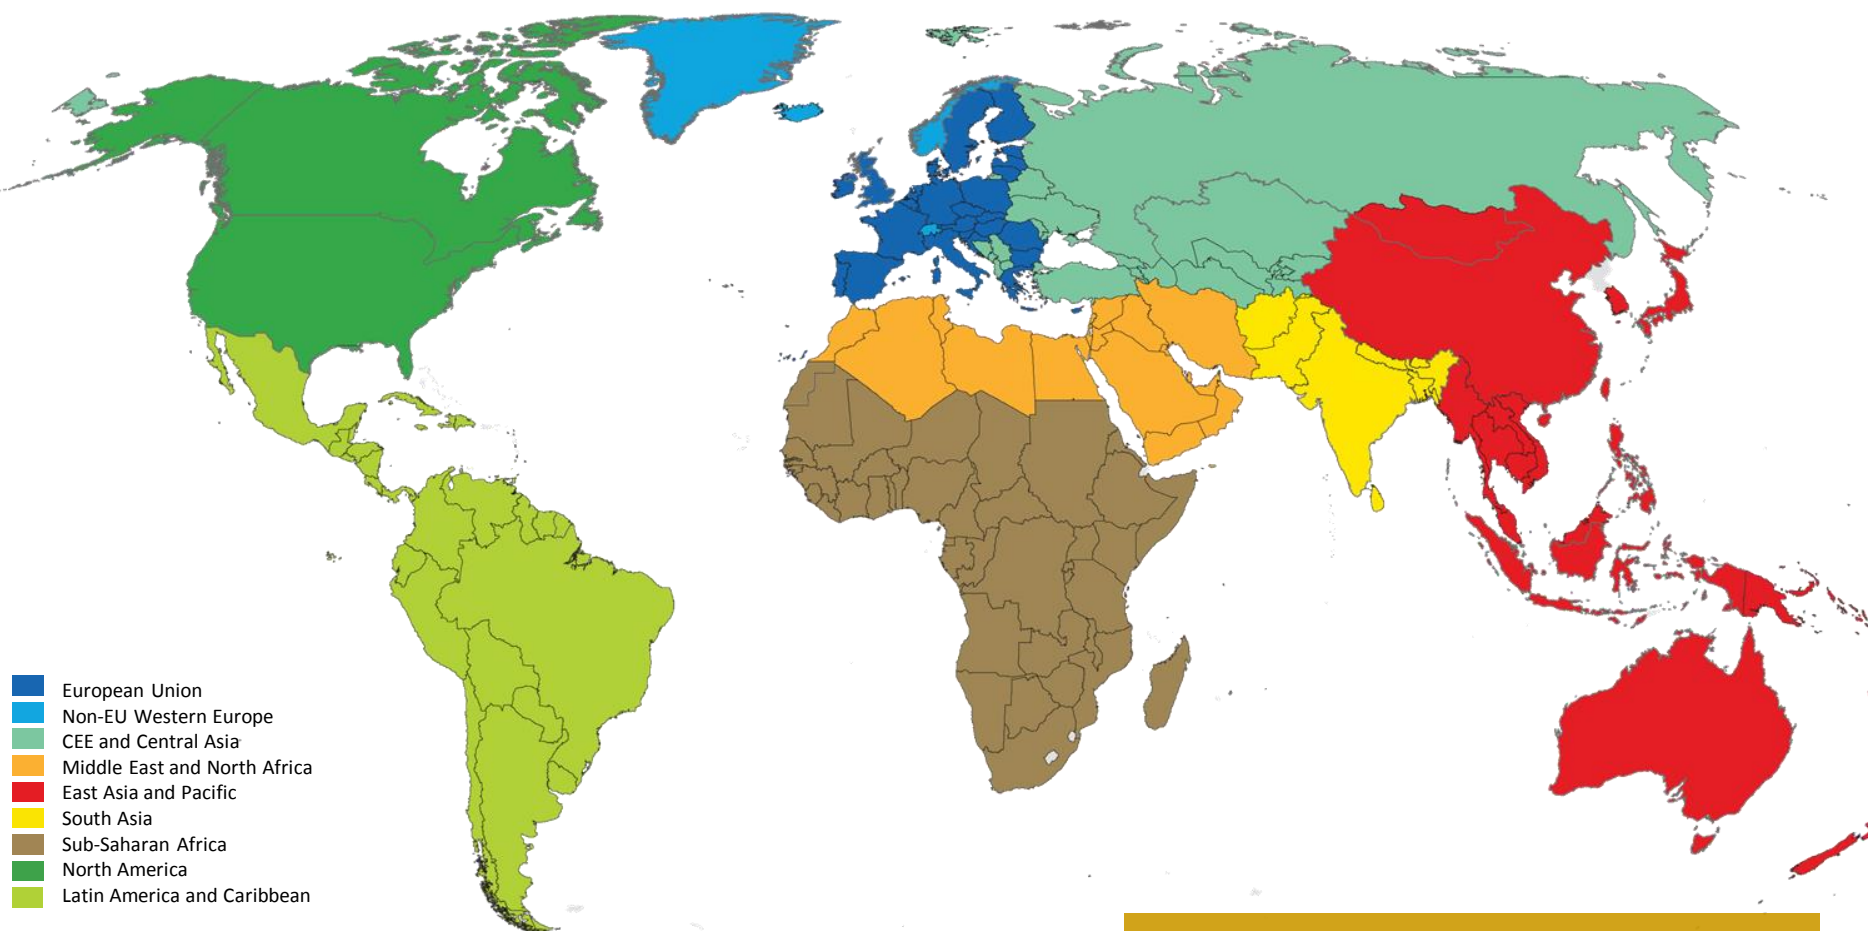 European Union
Non-EU Western Europe
CEE and Central Asia
Middle East and North Africa
East Asia and Pacific
South Asia
Sub-Saharan Africa
North America
Latin America and Caribbean